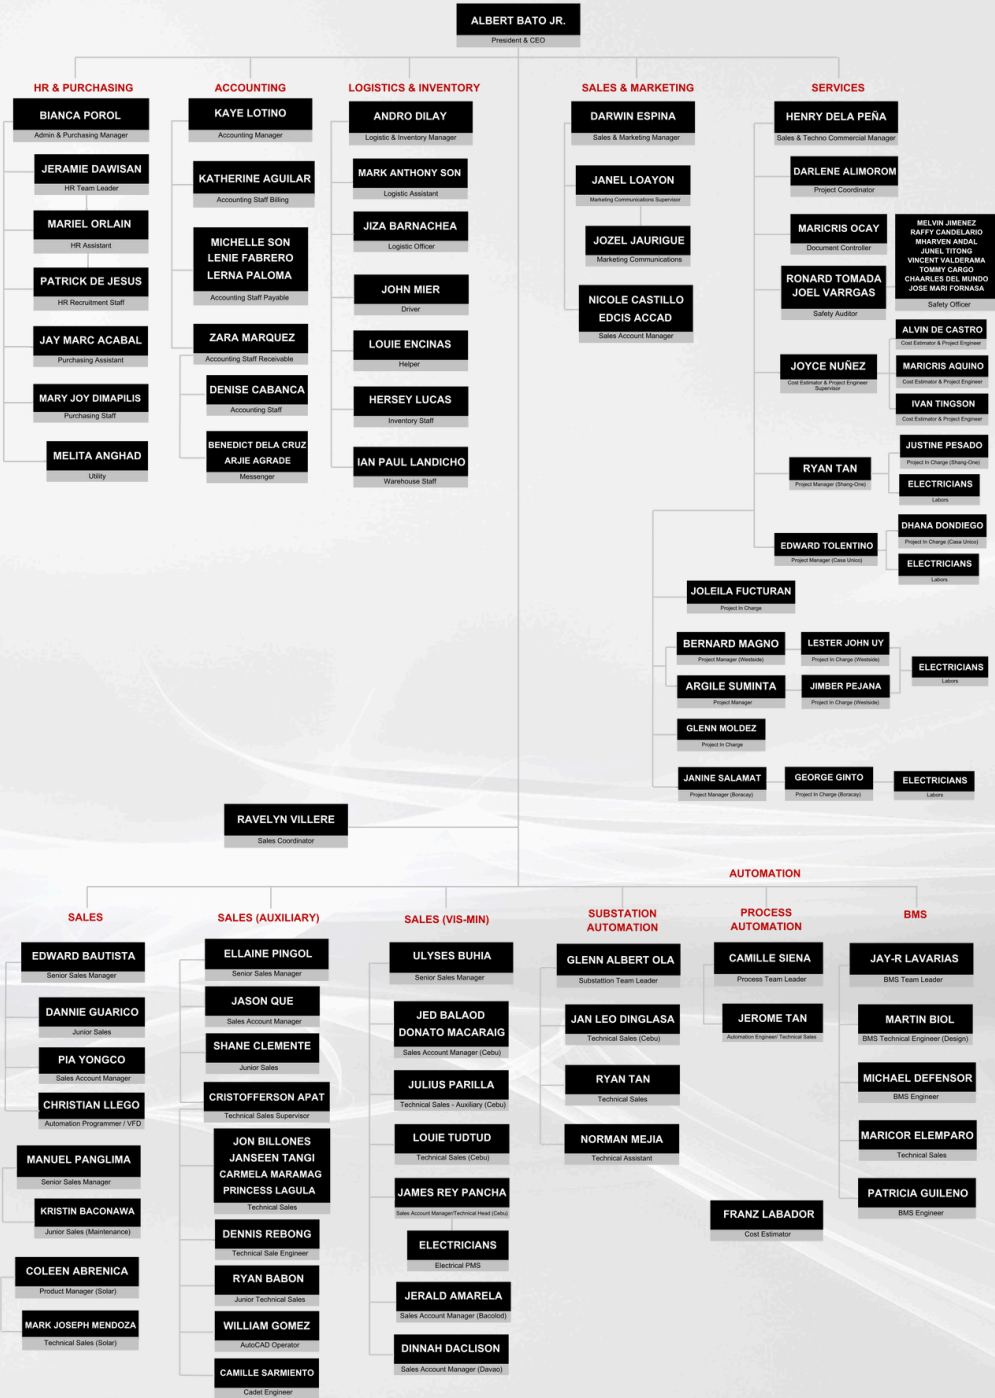 ALBERT BATO JR.
President & CEO
HR & PURCHASING
BIANCA POROL
Admin & Purchasing Manager
JERAMIE DAWISAN
HR Team Leader
MARIEL ORLAIN
HR Assistant
PATRICK DE JESUS
HR Recruitment Staff
JAY MARC ACABAL
Purchasing Assistant
MARY JOY DIMAPILIS
Purchasing Staff
MELITA ANGHAD
Utility
ACCOUNTING
KAYE LOTINO
Accounting Manager
KATHERINE AGUILAR
Accounting Staff Billing
MICHELLE SON
LENIE FABRERO
LERNA PALOMA
Accounting Staff Payable
ZARA MARQUEZ
Accounting Staff Receivable
DENISE CABANCA
Accounting Staff
BENEDICT DELA CRUZ
ARJIE AGRADE
Messenger
LOGISTICS & INVENTORY
ANDRO DILAY
Logistic & Inventory Manager
MARK ANTHONY SON
Logistic Assistant
JIZA BARNACHEA
Logistic Officer
JOHN MIER
Driver
LOUIE ENCINAS
Helper
HERSEY LUCAS
Inventory Staff
IAN PAUL LANDICHO
Warehouse Staff
SALES & MARKETING
DARWIN ESPINA
Sales & Marketing Manager
JANEL LOAYON
Marketing Communications Supervisor
JOZEL JAURIGUE
Marketing Communications
NICOLE CASTILLO
EDCIS ACCAD
Sales Account Manager
SERVICES
HENRY DELA PEÑA
Sales & Techno Commercial Manager
DARLENE ALIMOROM
Project Coordinator
MARICRIS OCAY
Document Controller
RONARD TOMADA
JOEL VARRGAS
Safety Auditor
MELVIN JIMENEZ
RAFFY CANDELARIO
MHARVEN ANDAL
JUNEL TITONG
VINCENT VALDERAMA
TOMMY CARGO
CHAARLES DEL MUNDO
JOSE MARI FORNASA
Safety Officer
JOYCE NUÑEZ
Cost Estimator & Project Engineer
Supervisor
ALVIN DE CASTRO
Cost Estimator & Project Engineer
MARICRIS AQUINO
Cost Estimator & Project Engineer
IVAN TINGSON
Cost Estimator & Project Engineer
RYAN TAN
Project Manager (Shang-One)
JUSTINE PESADO
Project In Charge (Shang-One)
ELECTRICIANS
Labors
EDWARD TOLENTINO
Project Manager (Casa Unico)
DHANA DONDIEGO
Project In Charge (Casa Unico)
ELECTRICIANS
Labors
JOLEILA FUCTURAN
Project In Charge
BERNARD MAGNO
Project Manager (Westside)
LESTER JOHN UY
Project In Charge (Westside)
ARGILE SUMINTA
Project Manager
JIMBER PEJANA
Project In Charge (Westside)
ELECTRICIANS
Labors
GLENN MOLDEZ
Project In Charge
JANINE SALAMAT
Project Manager (Boracay)
GEORGE GINTO
Project In Charge (Boracay)
ELECTRICIANS
Labors
RAVELYN VILLERE
Sales Coordinator
SALES
EDWARD BAUTISTA
Senior Sales Manager
DANNIE GUARICO
Junior Sales
PIA YONGCO
Sales Account Manager
CHRISTIAN LLEGO
Automation Programmer / VFD
MANUEL PANGLIMA
Senior Sales Manager
KRISTIN BACONAWA
Junior Sales (Maintenance)
COLEEN ABRENICA
Product Manager (Solar)
MARK JOSEPH MENDOZA
Technical Sales (Solar)
SALES (AUXILIARY)
ELLAINE PINGOL
Senior Sales Manager
JASON QUE
Sales Account Manager
SHANE CLEMENTE
Junior Sales
CRISTOFFERSON APAT
Technical Sales Supervisor
JON BILLONES
JANSEEN TANGI
CARMELA MARAMAG
PRINCESS LAGULA
Technical Sales
DENNIS REBONG
Technical Sale Engineer
RYAN BABON
Junior Technical Sales
WILLIAM GOMEZ
AutoCAD Operator
CAMILLE SARMIENTO
Cadet Engineer
SALES (VIS-MIN)
ULYSES BUHIA
Senior Sales Manager
JED BALAOD
DONATO MACARAIG
Sales Account Manager (Cebu)
JULIUS PARILLA
Technical Sales - Auxiliary (Cebu)
LOUIE TUDTUD
Technical Sales (Cebu)
JAMES REY PANCHA
Sales Account Manager/Technical Head (Cebu)
ELECTRICIANS
Electrical PMS
JERALD AMARELA
Sales Account Manager (Bacolod)
DINNAH DACLISON
Sales Account Manager (Davao)
AUTOMATION
SUBSTATION
AUTOMATION
GLENN ALBERT OLA
Substattion Team Leader
JAN LEO DINGLASA
Technical Sales (Cebu)
RYAN TAN
Technical Sales
NORMAN MEJIA
Technical Assistant
PROCESS
AUTOMATION
CAMILLE SIENA
Process Team Leader
JEROME TAN
Automation Engineer/ Technical Sales
FRANZ LABADOR
Cost Estimator
BMS
JAY-R LAVARIAS
BMS Team Leader
MARTIN BIOL
BMS Technical Engineer (Design)
MICHAEL DEFENSOR
BMS Engineer
MARICOR ELEMPARO
Technical Sales
PATRICIA GUILENO
BMS Engineer